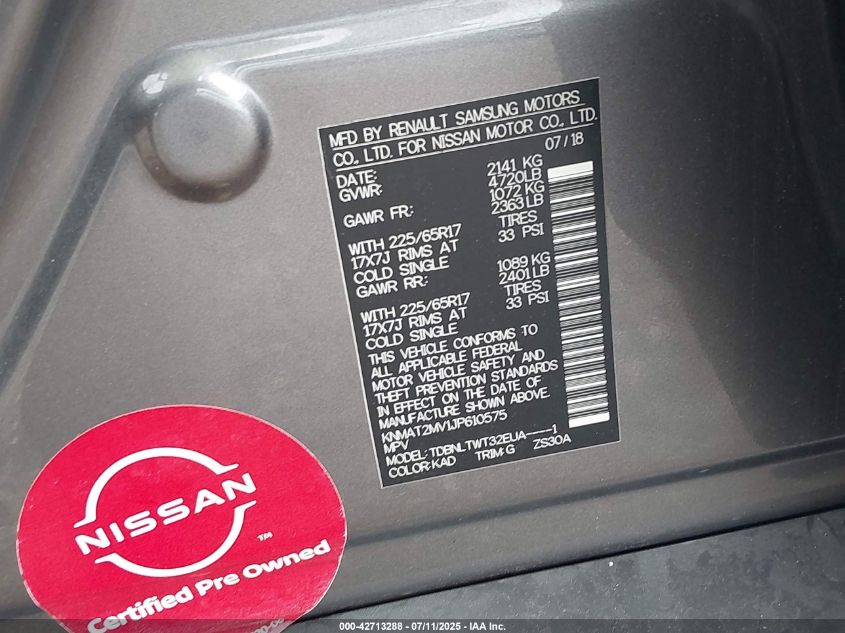 MFD BY RENAULT SAMSUNG MOTORS
CO., LTD. FOR NISSAN MOTOR CO., LTD.
DATE: 07/18
GVWR: 2141 KG
4720LB
GAWR FR: 1072 KG
2363LB
WITH 225/65R17 TIRES
17X7J RIMS AT 33 PSI
COLD SINGLE
GAWR RR: 1089 KG
2401LB
WITH 225/65R17 TIRES
17X7J RIMS AT 33 PSI
COLD SINGLE
THIS VEHICLE CONFORMS TO
ALL APPLICABLE FEDERAL
MOTOR VEHICLE SAFETY AND
THEFT PREVENTION STANDARDS
IN EFFECT ON THE DATE OF
MANUFACTURE SHOWN ABOVE.
KNMAT2MV1JP610575
MPV
MODEL: TDBNLTWT32EUA----1
COLOR:KAD TRIM:G ZS30A
NISSAN
TM
Certified Pre Owned
000-42713288 - 07/11/2025 - IAA Inc.